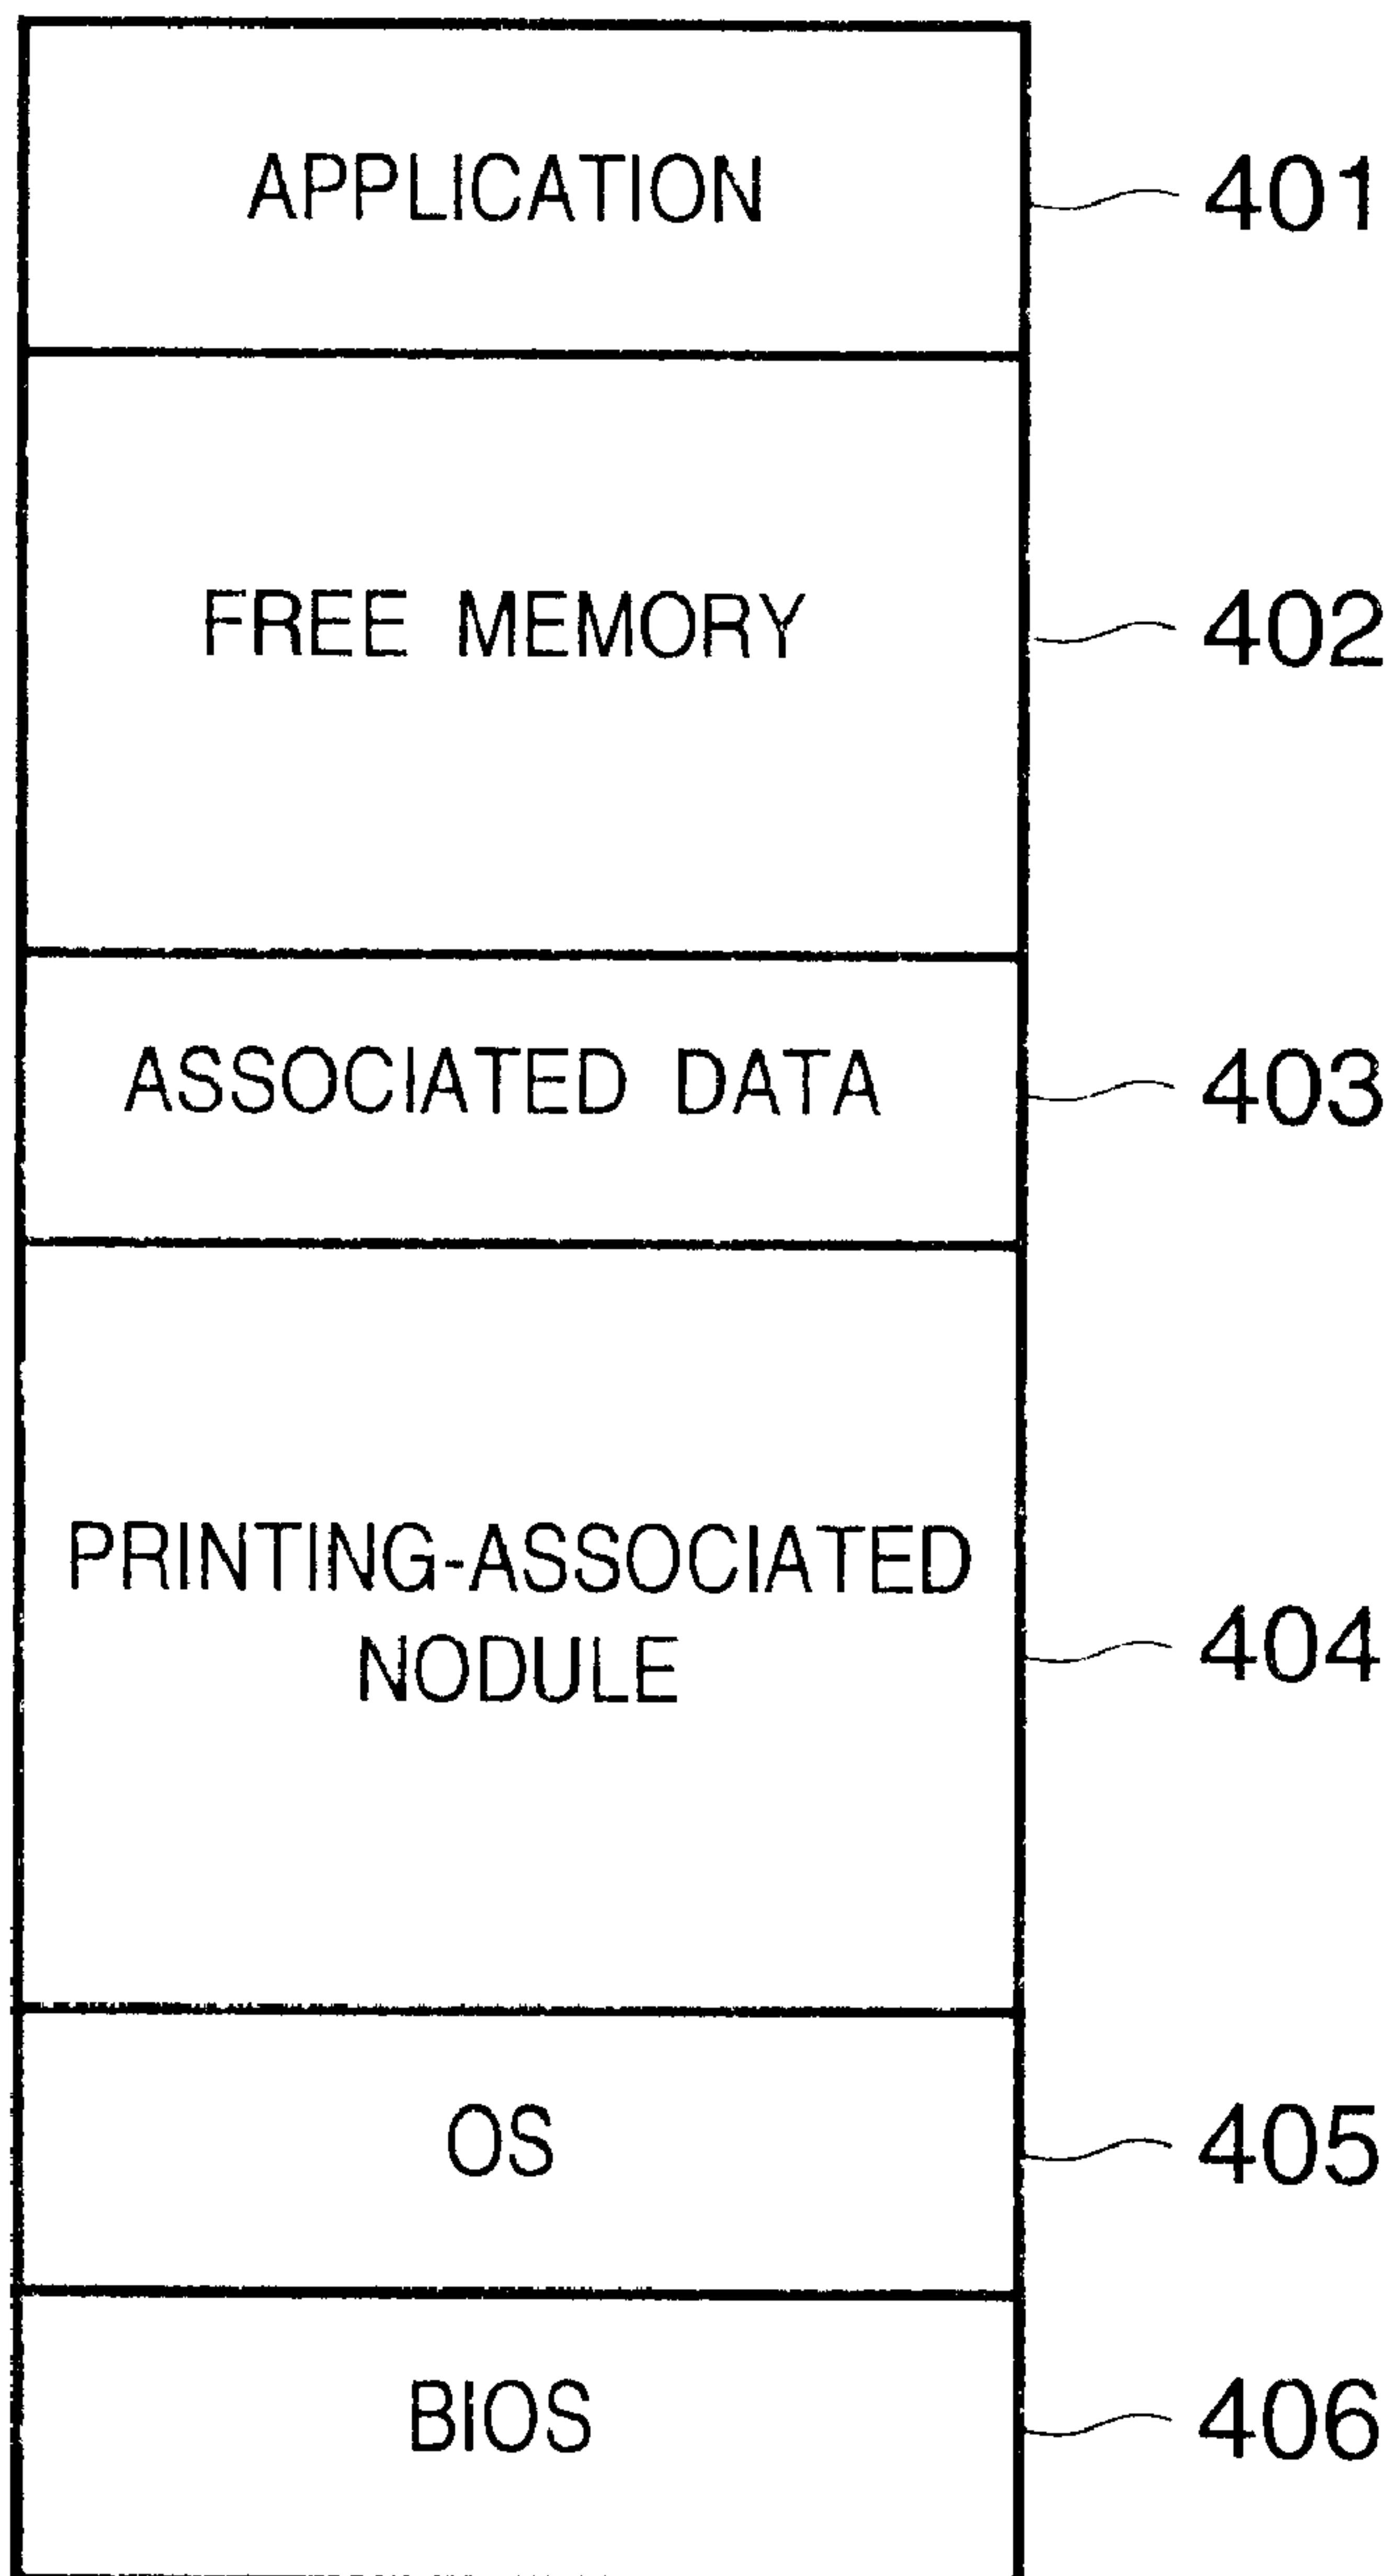 APPLICATION 401
FREE MEMORY 402
ASSOCIATED DATA 403
PRINTING-ASSOCIATED
NODULE 404
OS 405
BIOS 406